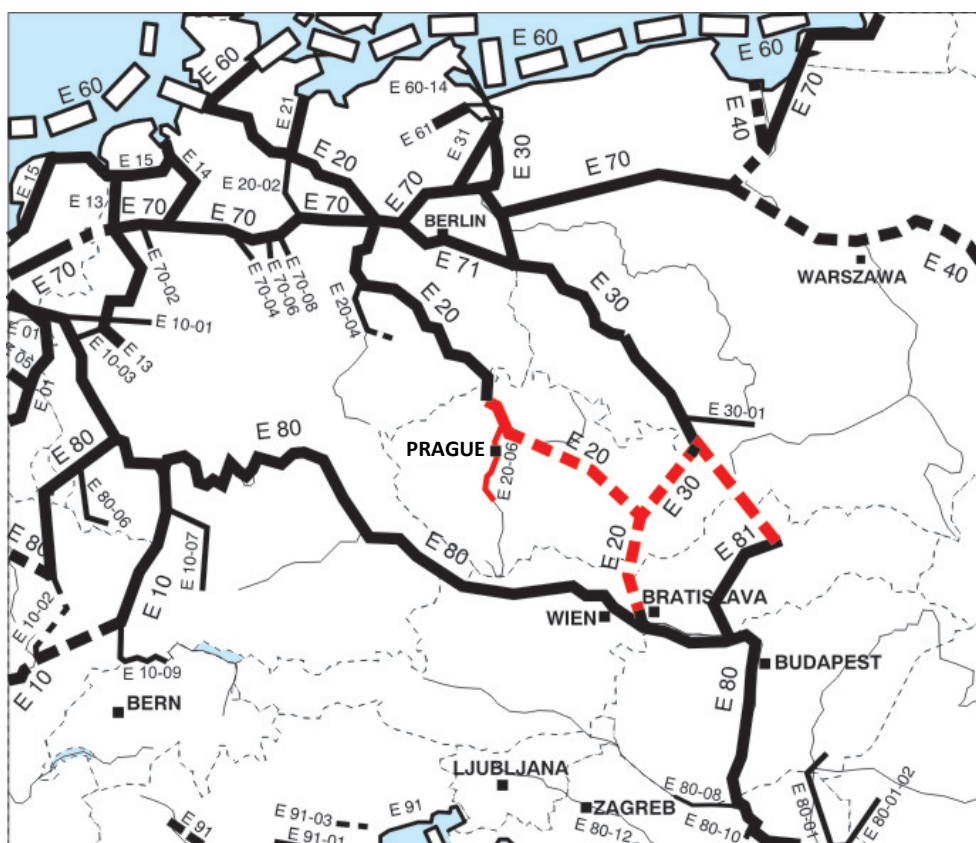 E 60
E 60
E 60
E 60
E 60
E 60-14
E 70
E 40
E 61
E 31
E 30
E 21
E 20
E 15
E 15
E 14
E 20-02
E 13
E 70
E 70
E 70
E 70
E 70
BERLIN
E 71
WARSZAWA
E 40
E 70
E 70-02
E 70-04
E 70-06
E 70-08
E 20-04
E 20
E 30
E 10-01
E 01
E 05
E 01
E 10-03
E 13
E 30-01
E 80
E 80
PRAGUE
E 20-06
E 20
E 30
E 80-06
E 80
E 10-07
E 10
E 80
E 20
E 81
E 10-02
WIEN
BRATISLAVA
BUDAPEST
E 10
E 10-09
BERN
E 80
LJUBLJANA
ZAGREB
E 80-08
E 91
E 91-03
E 91-01
E 91
E 80-12
E 80-10
E 80-01
E 80-01-02